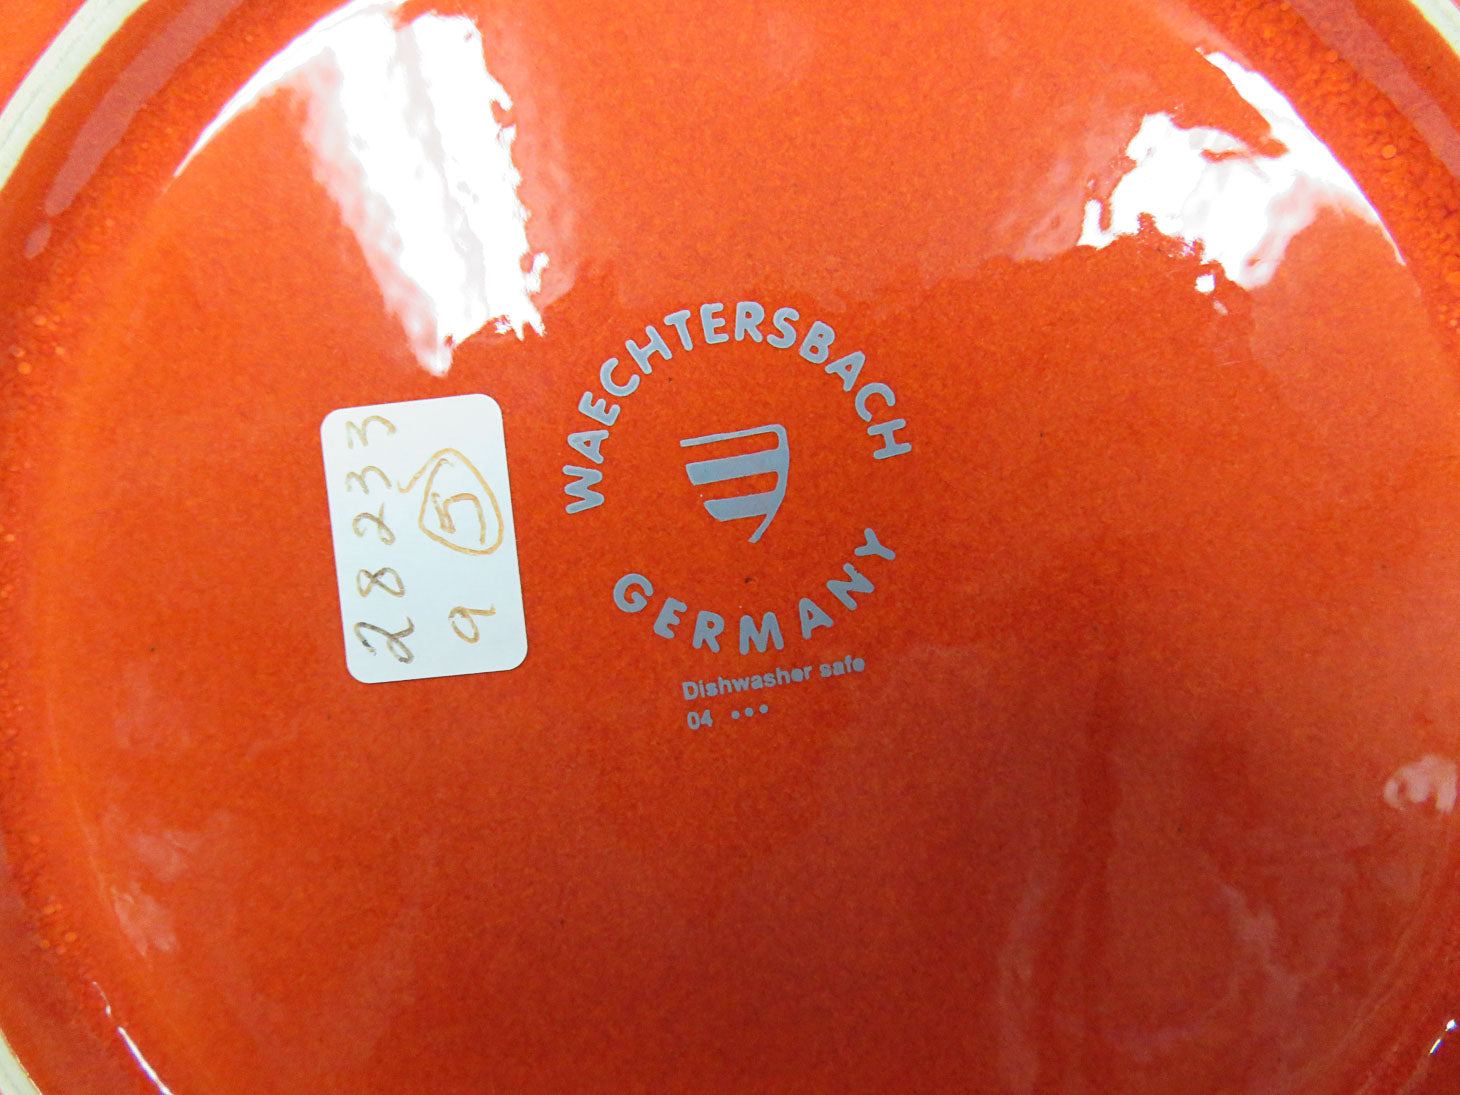 28233
9 5
WAECHTERSBACH
GERMANY
Dishwasher safe
04 •••